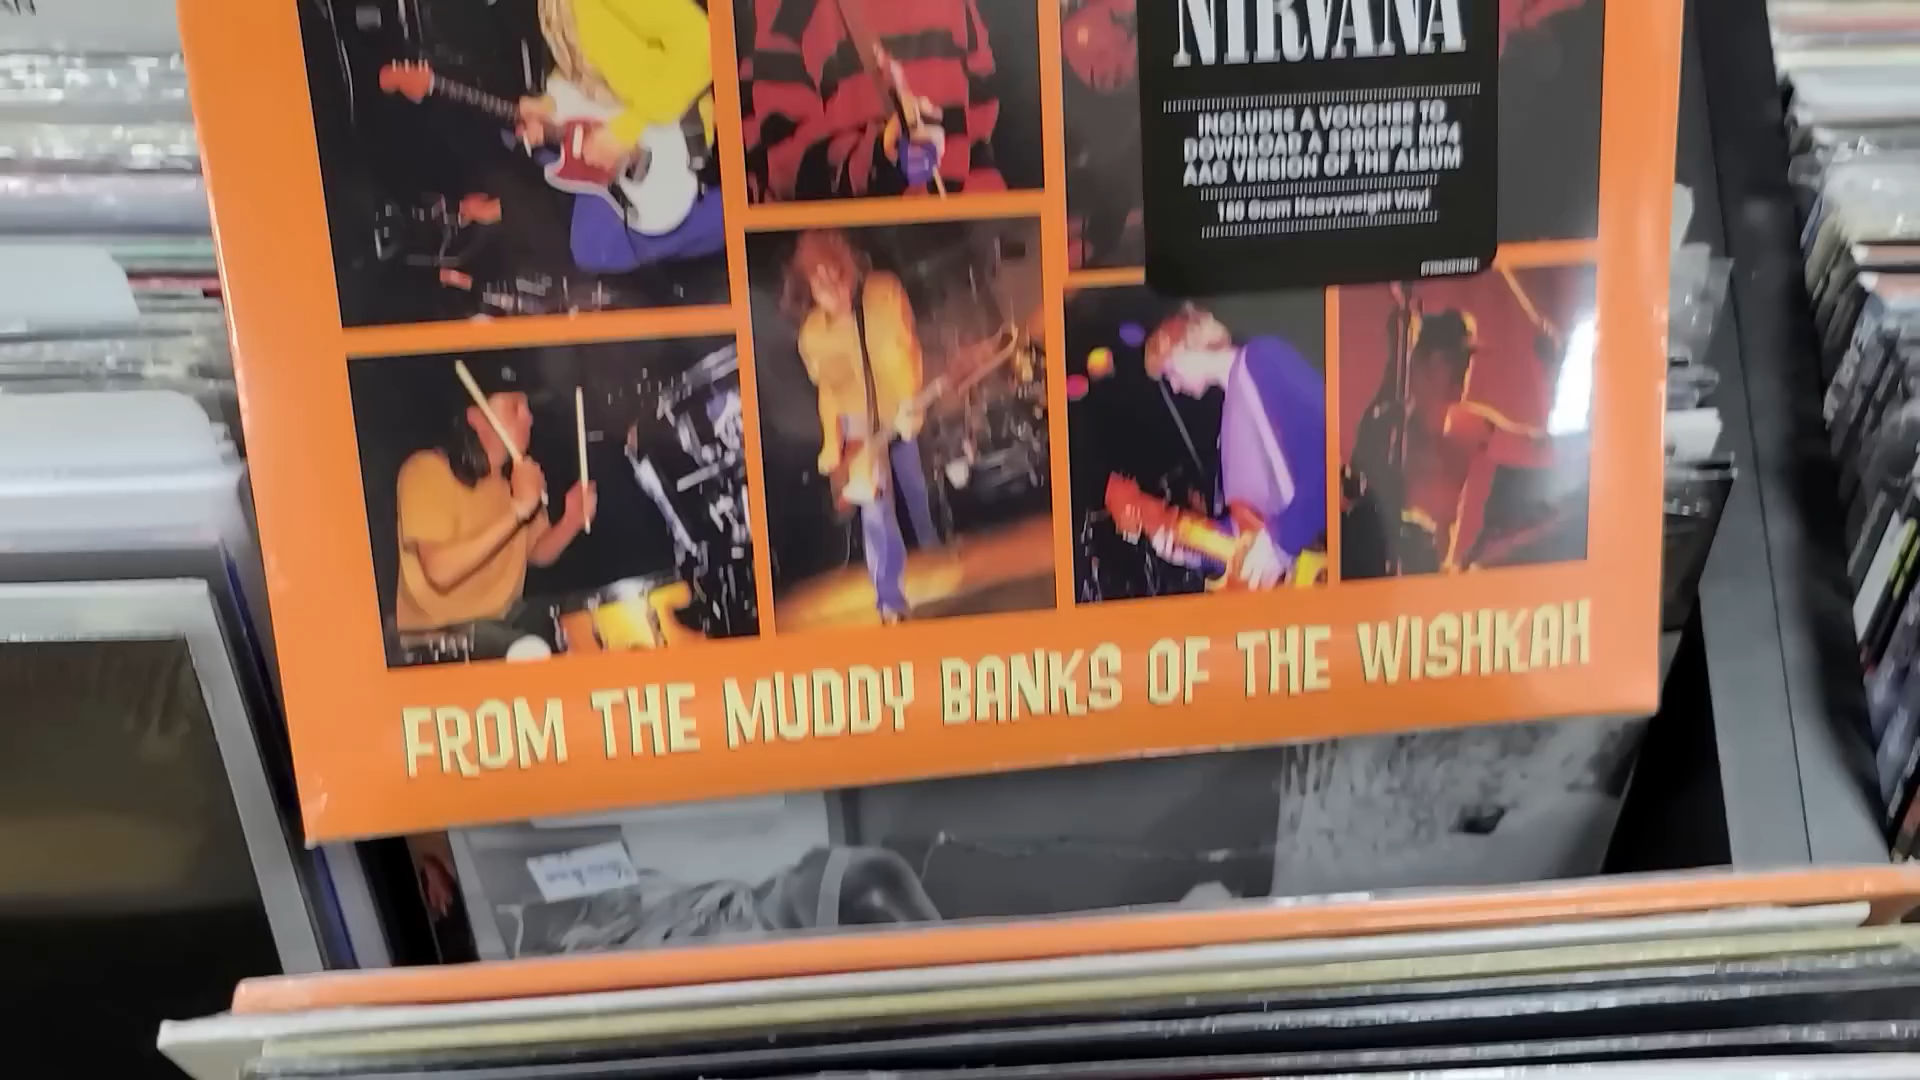 NIRVANA
INCLUDES A VOUCHER TO
DOWNLOAD A 320KBPS MP4
AAC VERSION OF THE ALBUM
180 Gram Heavyweight Vinyl
FROM THE MUDDY BANKS OF THE WISHKAH